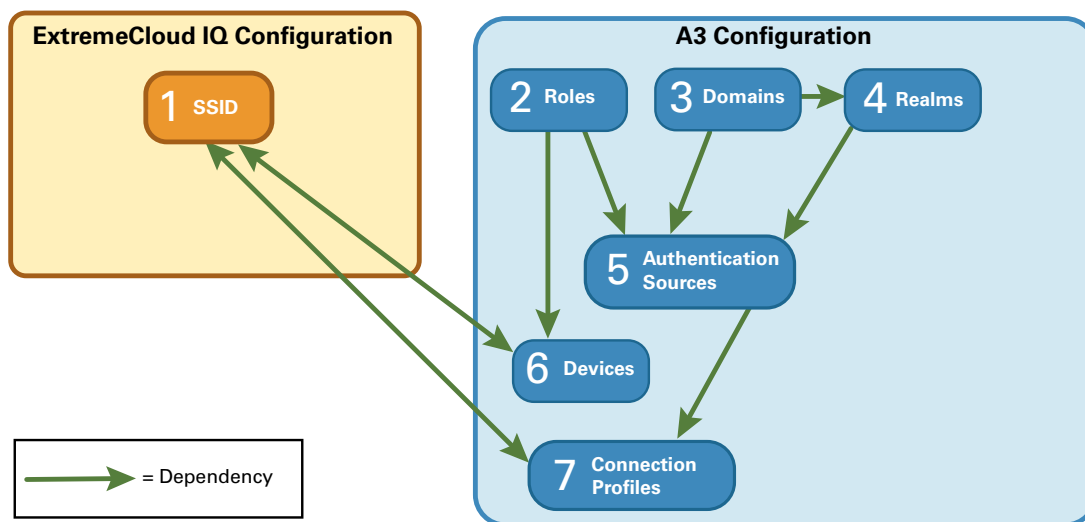 ExtremeCloud IQ Configuration
A3 Configuration
1 SSID
2 Roles
3 Domains
4 Realms
5 Authentication
Sources
6 Devices
7 Connection
Profiles
= Dependency